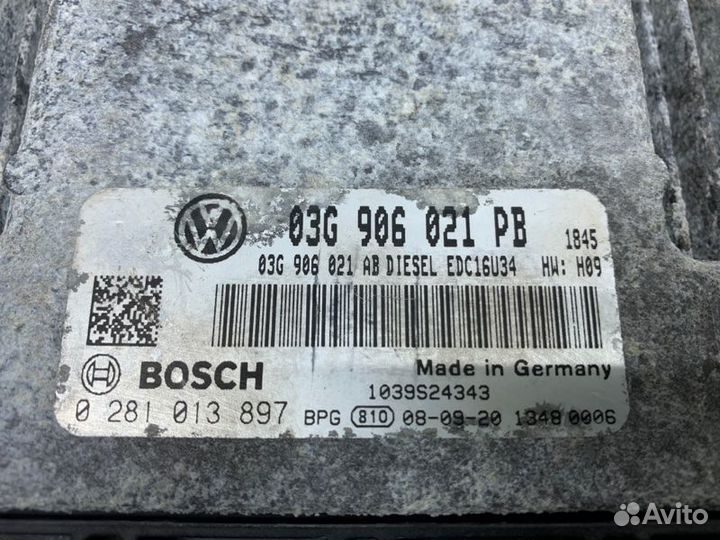 03G 906 021 PB 1845
03G 906 021 AB DIESEL EDC16U34 HW: H09
BOSCH
Made in Germany
1039S24343
0 281 013 897 BPG 810 08-09-20 1348 0006
Avito